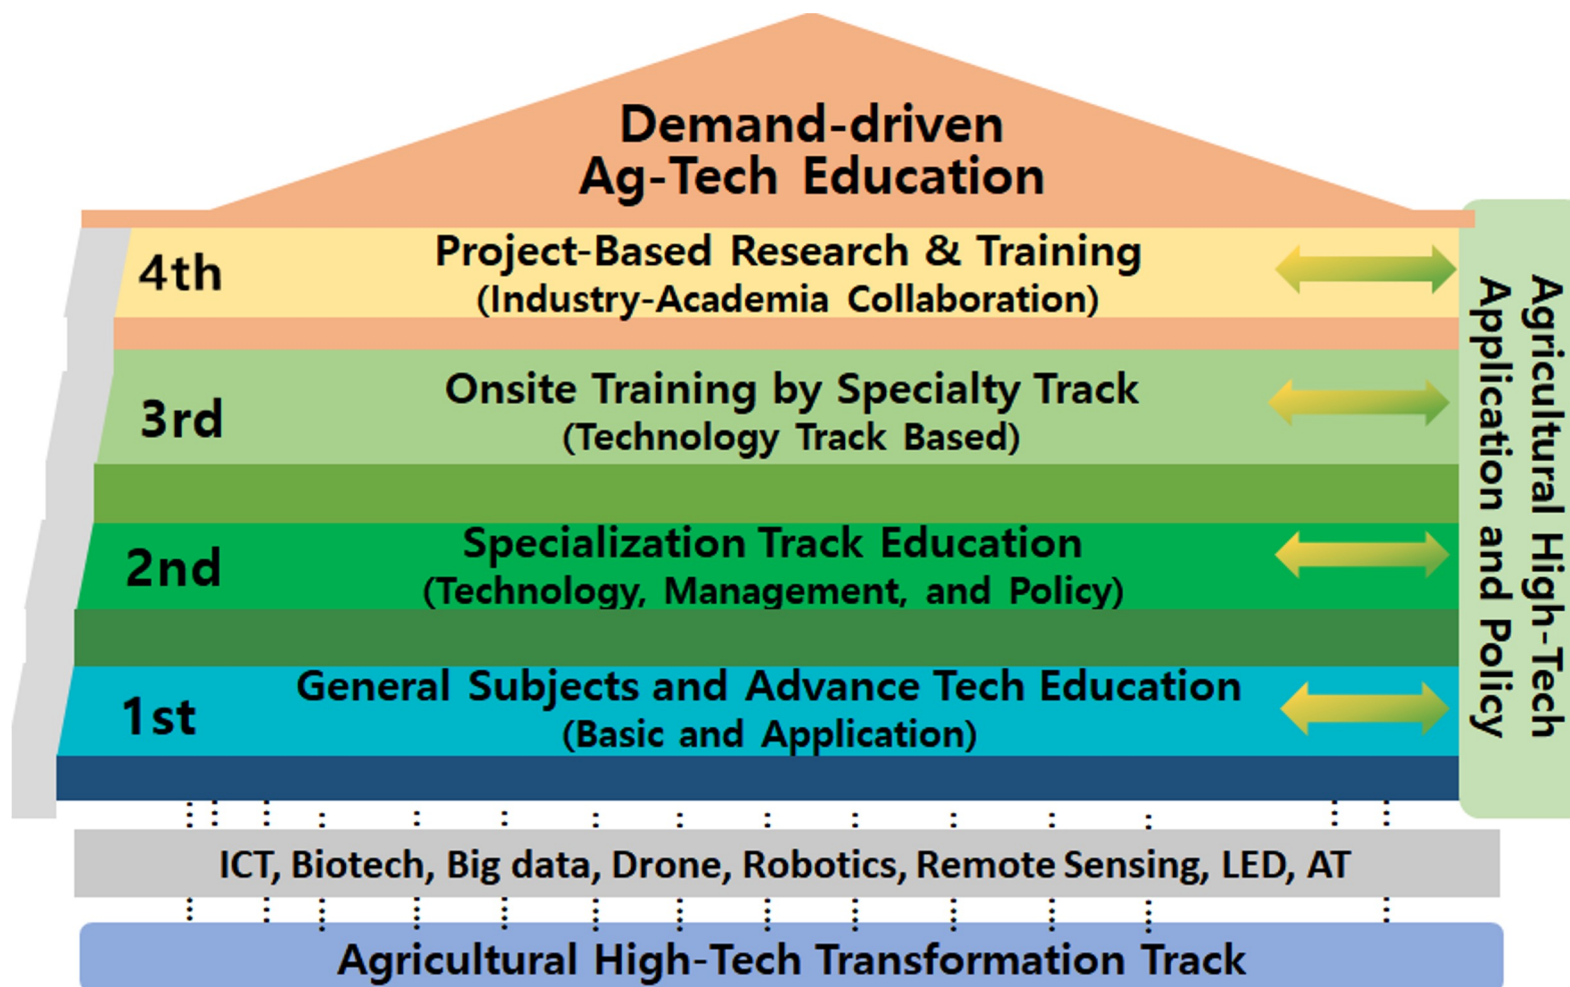 Demand-driven
Ag-Tech Education
4th
Project-Based Research & Training
(Industry-Academia Collaboration)
3rd
Onsite Training by Specialty Track
(Technology Track Based)
2nd
Specialization Track Education
(Technology, Management, and Policy)
1st
General Subjects and Advance Tech Education
(Basic and Application)
Agricultural High-Tech
Application and Policy
ICT, Biotech, Big data, Drone, Robotics, Remote Sensing, LED, AT
Agricultural High-Tech Transformation Track